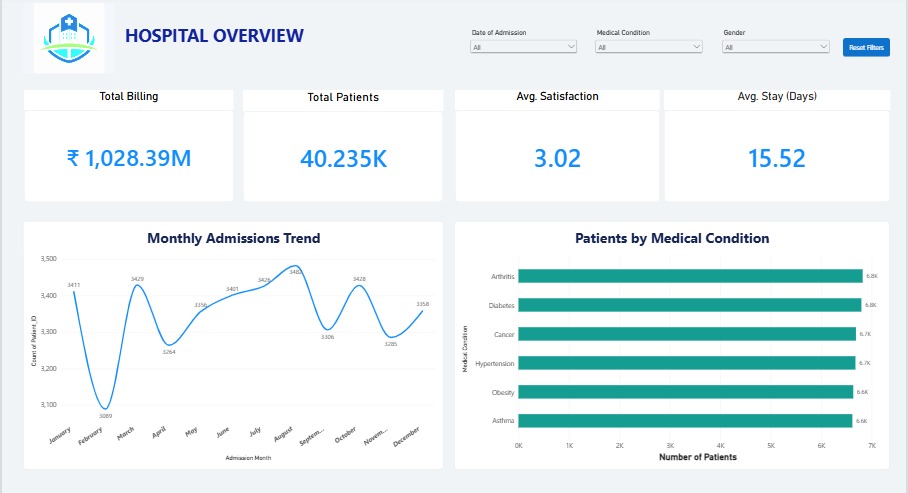 HOSPITAL OVERVIEW
Date of Admission
All
Medical Condition
All
Gender
All
Reset Filters
Total Billing
₹ 1,028.39M
Total Patients
40.235K
Avg. Satisfaction
3.02
Avg. Stay (Days)
15.52
Monthly Admissions Trend
Count of Patient_ID
3,500
3,400
3,300
3,200
3,100
3411
3089
3429
3264
3356
3401
3426
3482
3306
3428
3285
3358
January
February
March
April
May
June
July
August
Septem...
October
Novem...
December
Admission Month
Patients by Medical Condition
Medical Condition
Arthritis 6.8K
Diabetes 6.8K
Cancer 6.7K
Hypertension 6.7K
Obesity 6.6K
Asthma 6.6K
0K 1K 2K 3K 4K 5K 6K 7K
Number of Patients